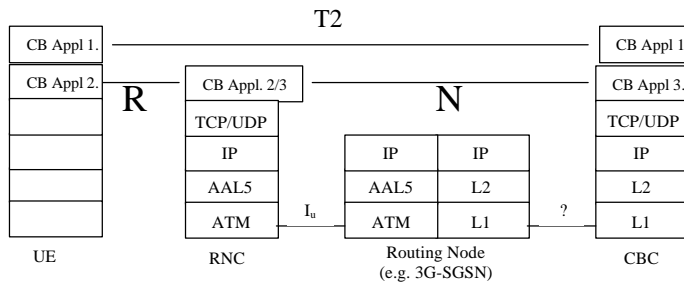 T2
CB Appl 1.
CB Appl 1
CB Appl 2.
R
CB Appl. 2/3
N
CB Appl 3.
TCP/UDP
TCP/UDP
IP
IP
IP
IP
AAL5
AAL5
L2
L2
ATM
Iu
ATM
L1
?
L1
UE
RNC
Routing Node
(e.g. 3G-SGSN)
CBC